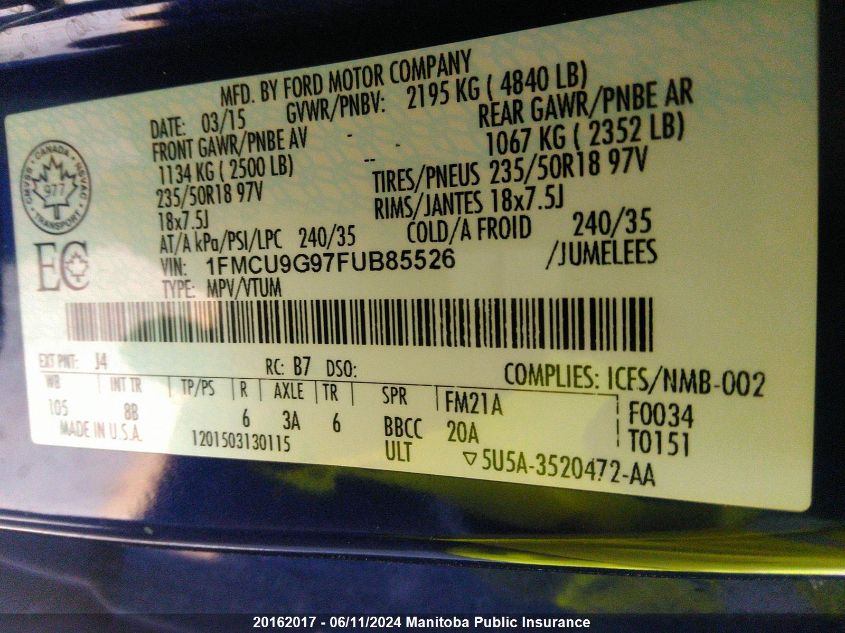 MFD. BY FORD MOTOR COMPANY
DATE: 03/15 GVWR/PNBV: 2195 KG ( 4840 LB)
FRONT GAWR/PNBE AV - REAR GAWR/PNBE AR
1134 KG ( 2500 LB) -- 1067 KG ( 2352 LB)
235/50R18 97V TIRES/PNEUS 235/50R18 97V
18x7.5J RIMS/JANTES 18x7.5J
AT/A kPa/PSI/LPC 240/35 COLD/A FROID 240/35
VIN: 1FMCU9G97FUB85526 /JUMELEES
TYPE: MPV/VTUM
CANADA
CMVSS NSVAC
977
TRANSPORT
EC
EXT PNT: J4 RC: B7 DSO: COMPLIES: ICES/NMB-002
WB INT TR TP/PS R AXLE TR SPR FM21A F0034
105 8B 6 3A 6 BBCC 20A T0151
MADE IN U.S.A. 1201503130115 ULT ▽5U5A-3520472-AA
20162017 - 06/11/2024 Manitoba Public Insurance